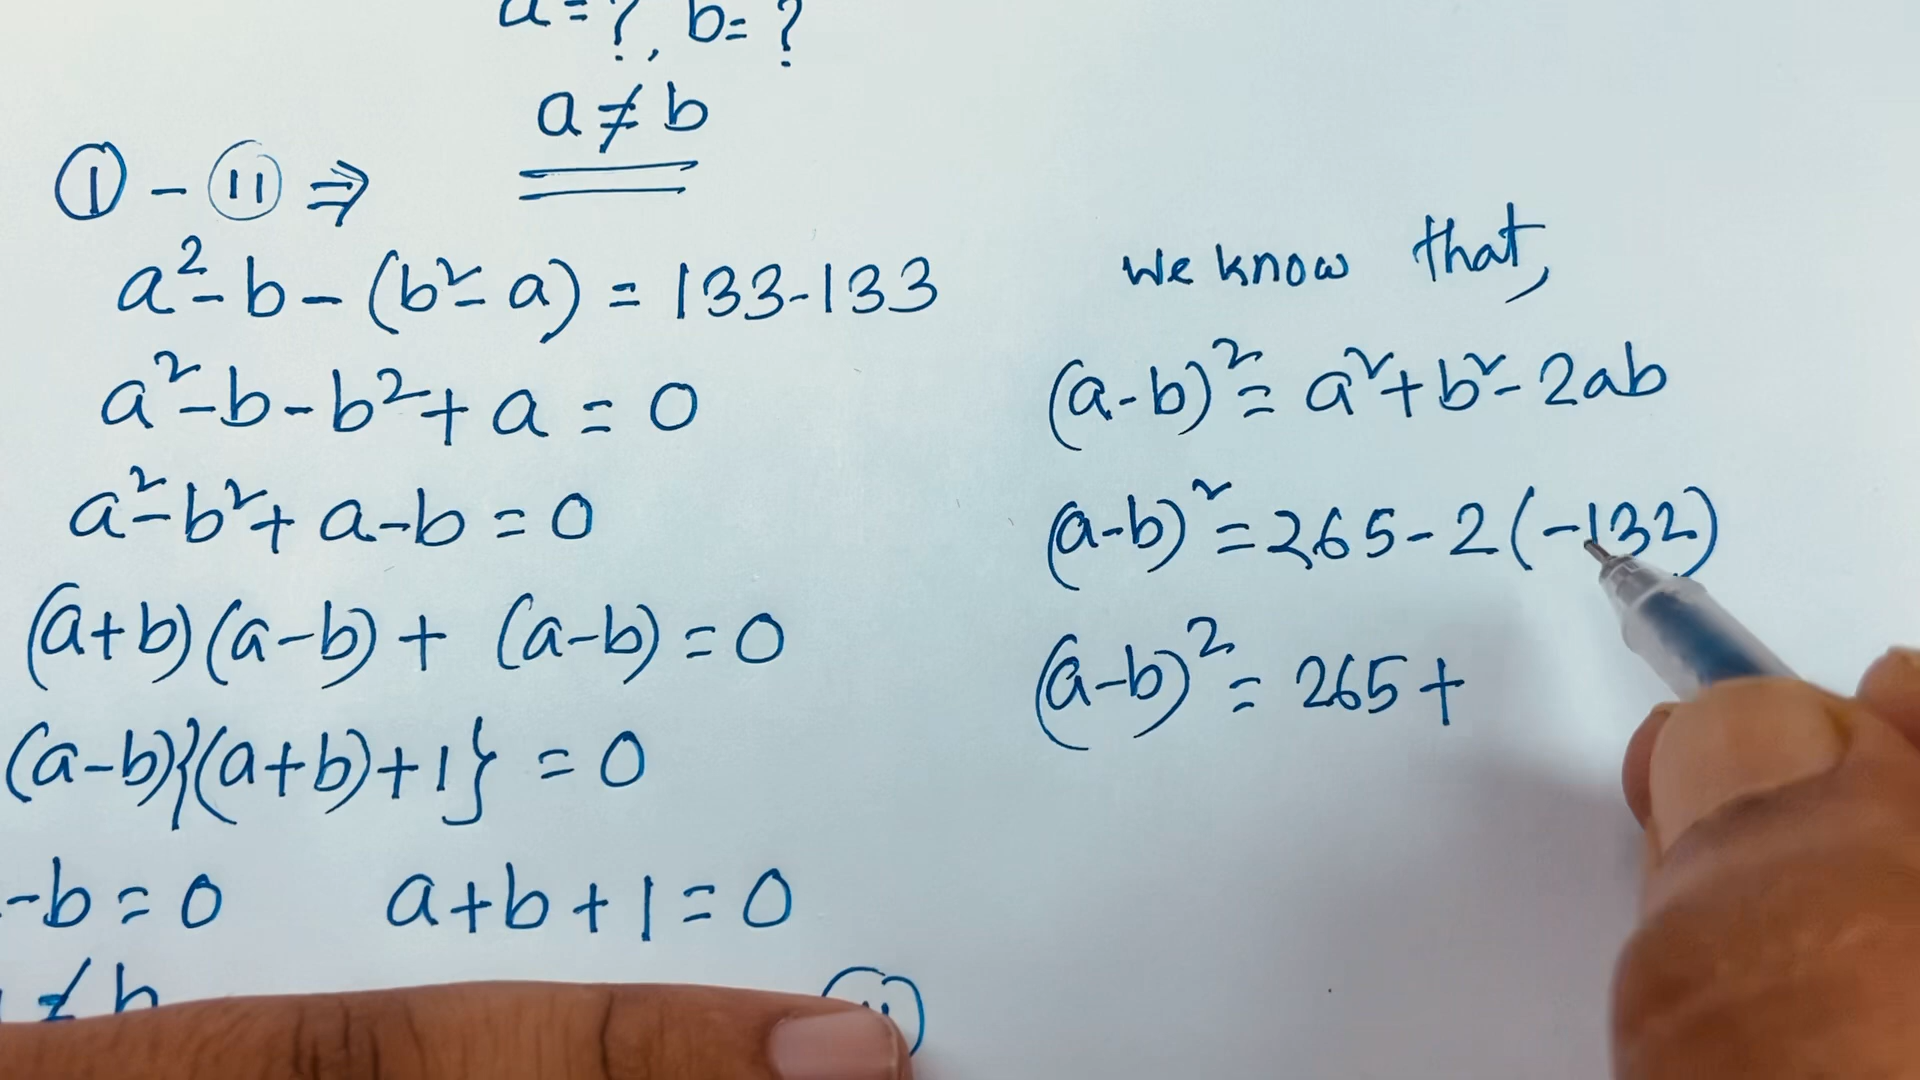 a=?, b=?
a≠b
① - ⑪ ⇒
a²-b-(b²-a)=133-133
a²-b-b²+a=0
a²-b²+a-b=0
(a+b)(a-b)+(a-b)=0
(a-b){(a+b)+1}=0
-b=0 a+b+1=0
≠b
We know that,
(a-b)²=a²+b²-2ab
(a-b)²=265-2(-132)
(a-b)²=265+